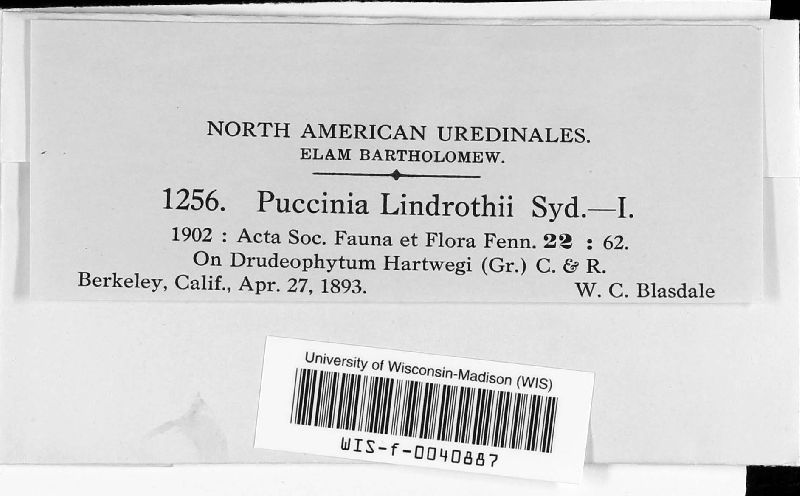 NORTH AMERICAN UREDINALES.
ELAM BARTHOLOMEW.
1256. Puccinia Lindrothii Syd.—I.
1902 : Acta Soc. Fauna et Flora Fenn. 22 : 62.
On Drudeophytum Hartwegi (Gr.) C. & R.
Berkeley, Calif., Apr. 27, 1893. W. C. Blasdale
University of Wisconsin-Madison (WIS)
WIS-f-0040887